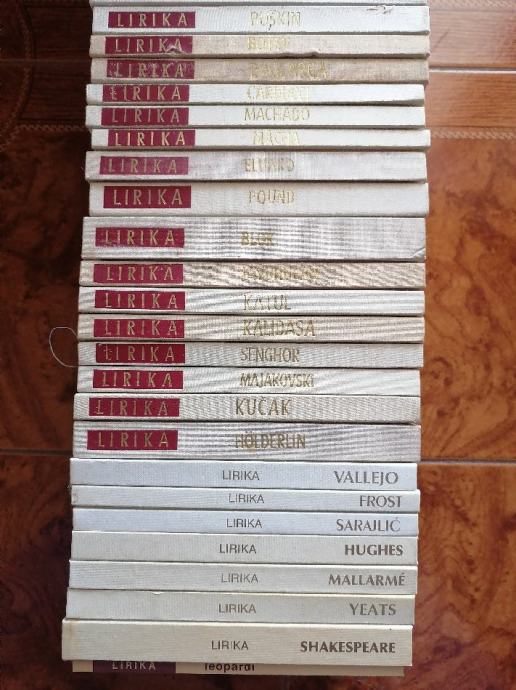 LIRIKA PUŠKIN
LIRIKA
LIRIKA
LIRIKA
LIRIKA MACHADO
LIRIKA MACHA
LIRIKA ELUARD
LIRIKA POUND
LIRIKA BLOK
LIRIKA
LIRIKA KATUL
LIRIKA KALIDASA
LIRIKA SENGHOR
LIRIKA MAJAKOVSKI
LIRIKA KUČAK
LIRIKA HÖLDERLIN
LIRIKA VALLEJO
LIRIKA FROST
LIRIKA SARAJLIĆ
LIRIKA HUGHES
LIRIKA MALLARMÉ
LIRIKA YEATS
LIRIKA SHAKESPEARE
LIRIKA leopardi